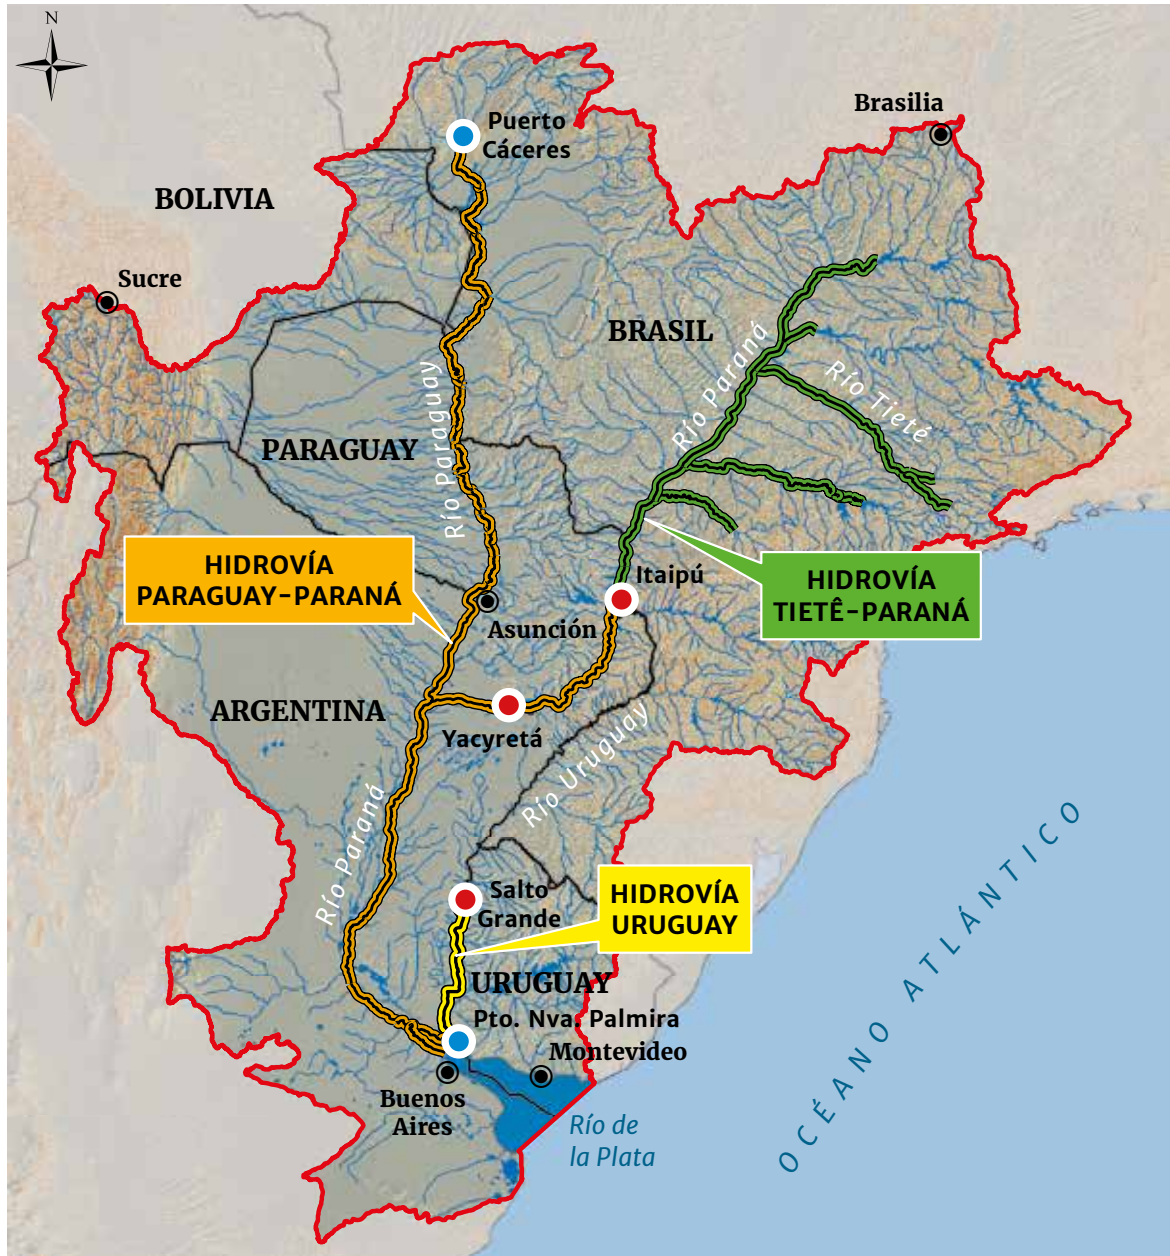 N
Puerto
Cáceres
Brasilia
BOLIVIA
Sucre
BRASIL
Río Paraná
Río Tieté
Río Paraguay
PARAGUAY
HIDROVÍA
PARAGUAY-PARANÁ
Itaipú
HIDROVÍA
TIETÊ-PARANÁ
Asunción
ARGENTINA
Yacyretá
Río Uruguay
Río Paraná
Salto
Grande
HIDROVÍA
URUGUAY
URUGUAY
Pto. Nva. Palmira
Montevideo
Buenos
Aires
Río de
la Plata
OCÉANO ATLÁNTICO